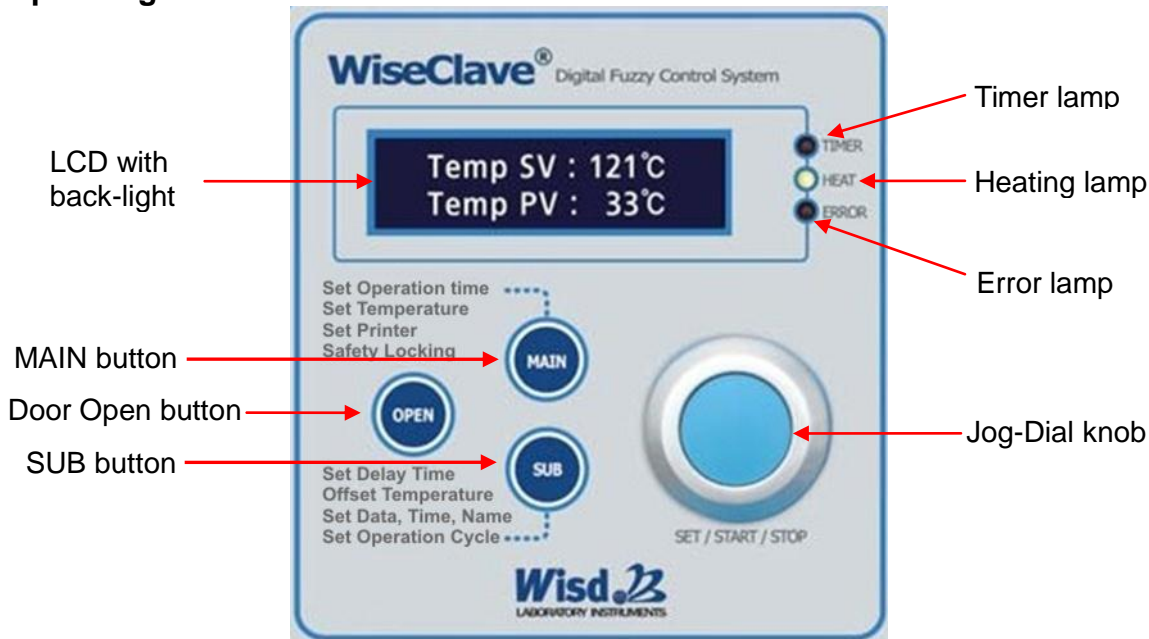 WiseClave® Digital Fuzzy Control System
Timer lamp
TIMER
LCD with
back-light
Temp SV : 121℃
Temp PV : 33℃
HEAT
Heating lamp
ERROR
Error lamp
Set Operation time
Set Temperature
Set Printer
Safety Locking
MAIN button
MAIN
Door Open button
OPEN
Jog-Dial knob
SUB button
SUB
Set Delay Time
Offset Temperature
Set Data, Time, Name
Set Operation Cycle
SET / START / STOP
Wisd.
LABORATORY INSTRUMENTS